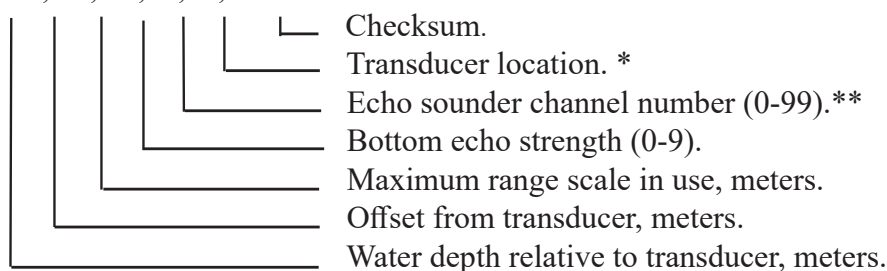 Checksum.
Transducer location. *
Echo sounder channel number (0-99).**
Bottom echo strength (0-9).
Maximum range scale in use, meters.
Offset from transducer, meters.
Water depth relative to transducer, meters.